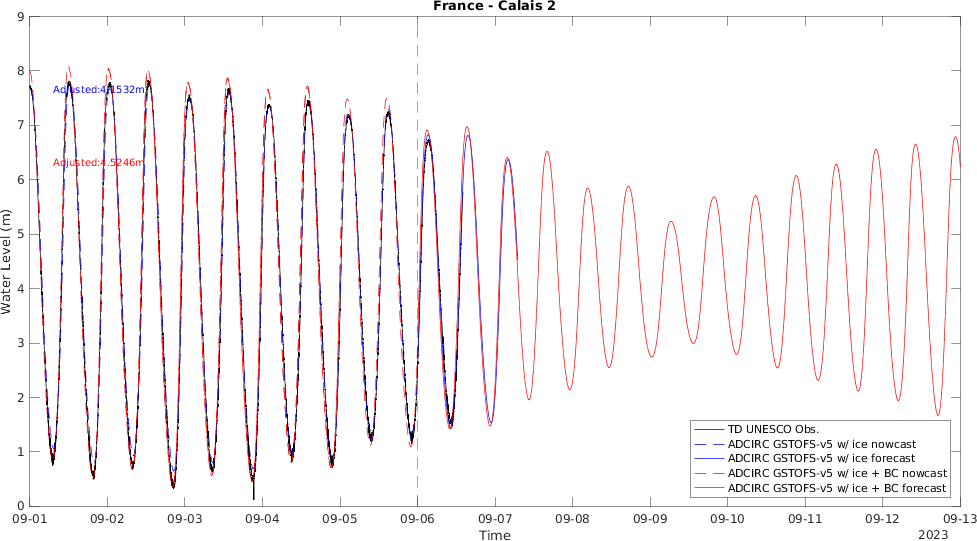 France - Calais 2
9
8
7
6
5
4
3
2
1
0
Water Level (m)
Adjusted:4.1532m
Adjusted:4.5246m
TD UNESCO Obs.
ADCIRC GSTOFS-v5 w/ ice nowcast
ADCIRC GSTOFS-v5 w/ ice forecast
ADCIRC GSTOFS-v5 w/ ice + BC nowcast
ADCIRC GSTOFS-v5 w/ ice + BC forecast
09-01 09-02 09-03 09-04 09-05 09-06 09-07 09-08 09-09 09-10 09-11 09-12 09-13
Time
2023